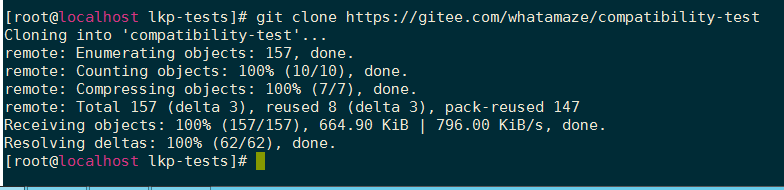 [root@localhost lkp-tests]# git clone https://gitee.com/whatamaze/compatibility-test
Cloning into 'compatibility-test'...
remote: Enumerating objects: 157, done.
remote: Counting objects: 100% (10/10), done.
remote: Compressing objects: 100% (7/7), done.
remote: Total 157 (delta 3), reused 8 (delta 3), pack-reused 147
Receiving objects: 100% (157/157), 664.90 KiB | 796.00 KiB/s, done.
Resolving deltas: 100% (62/62), done.
[root@localhost lkp-tests]#